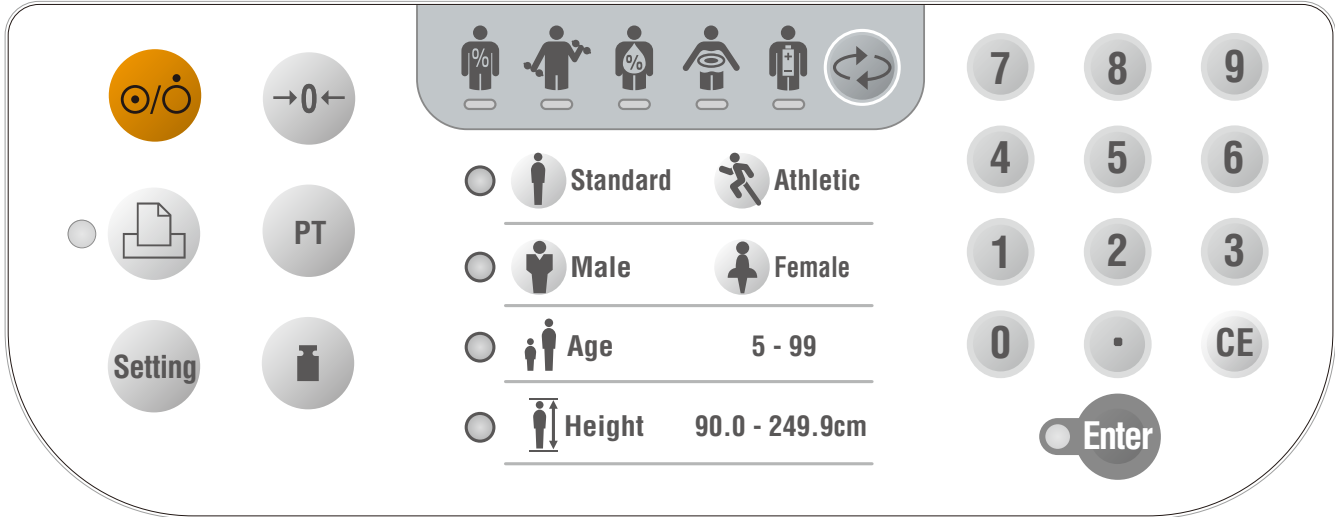 % %
→0←
PT
Setting
Standard Athletic
Male Female
Age 5 - 99
Height 90.0 - 249.9cm
7 8 9
4 5 6
1 2 3
0 · CE
Enter